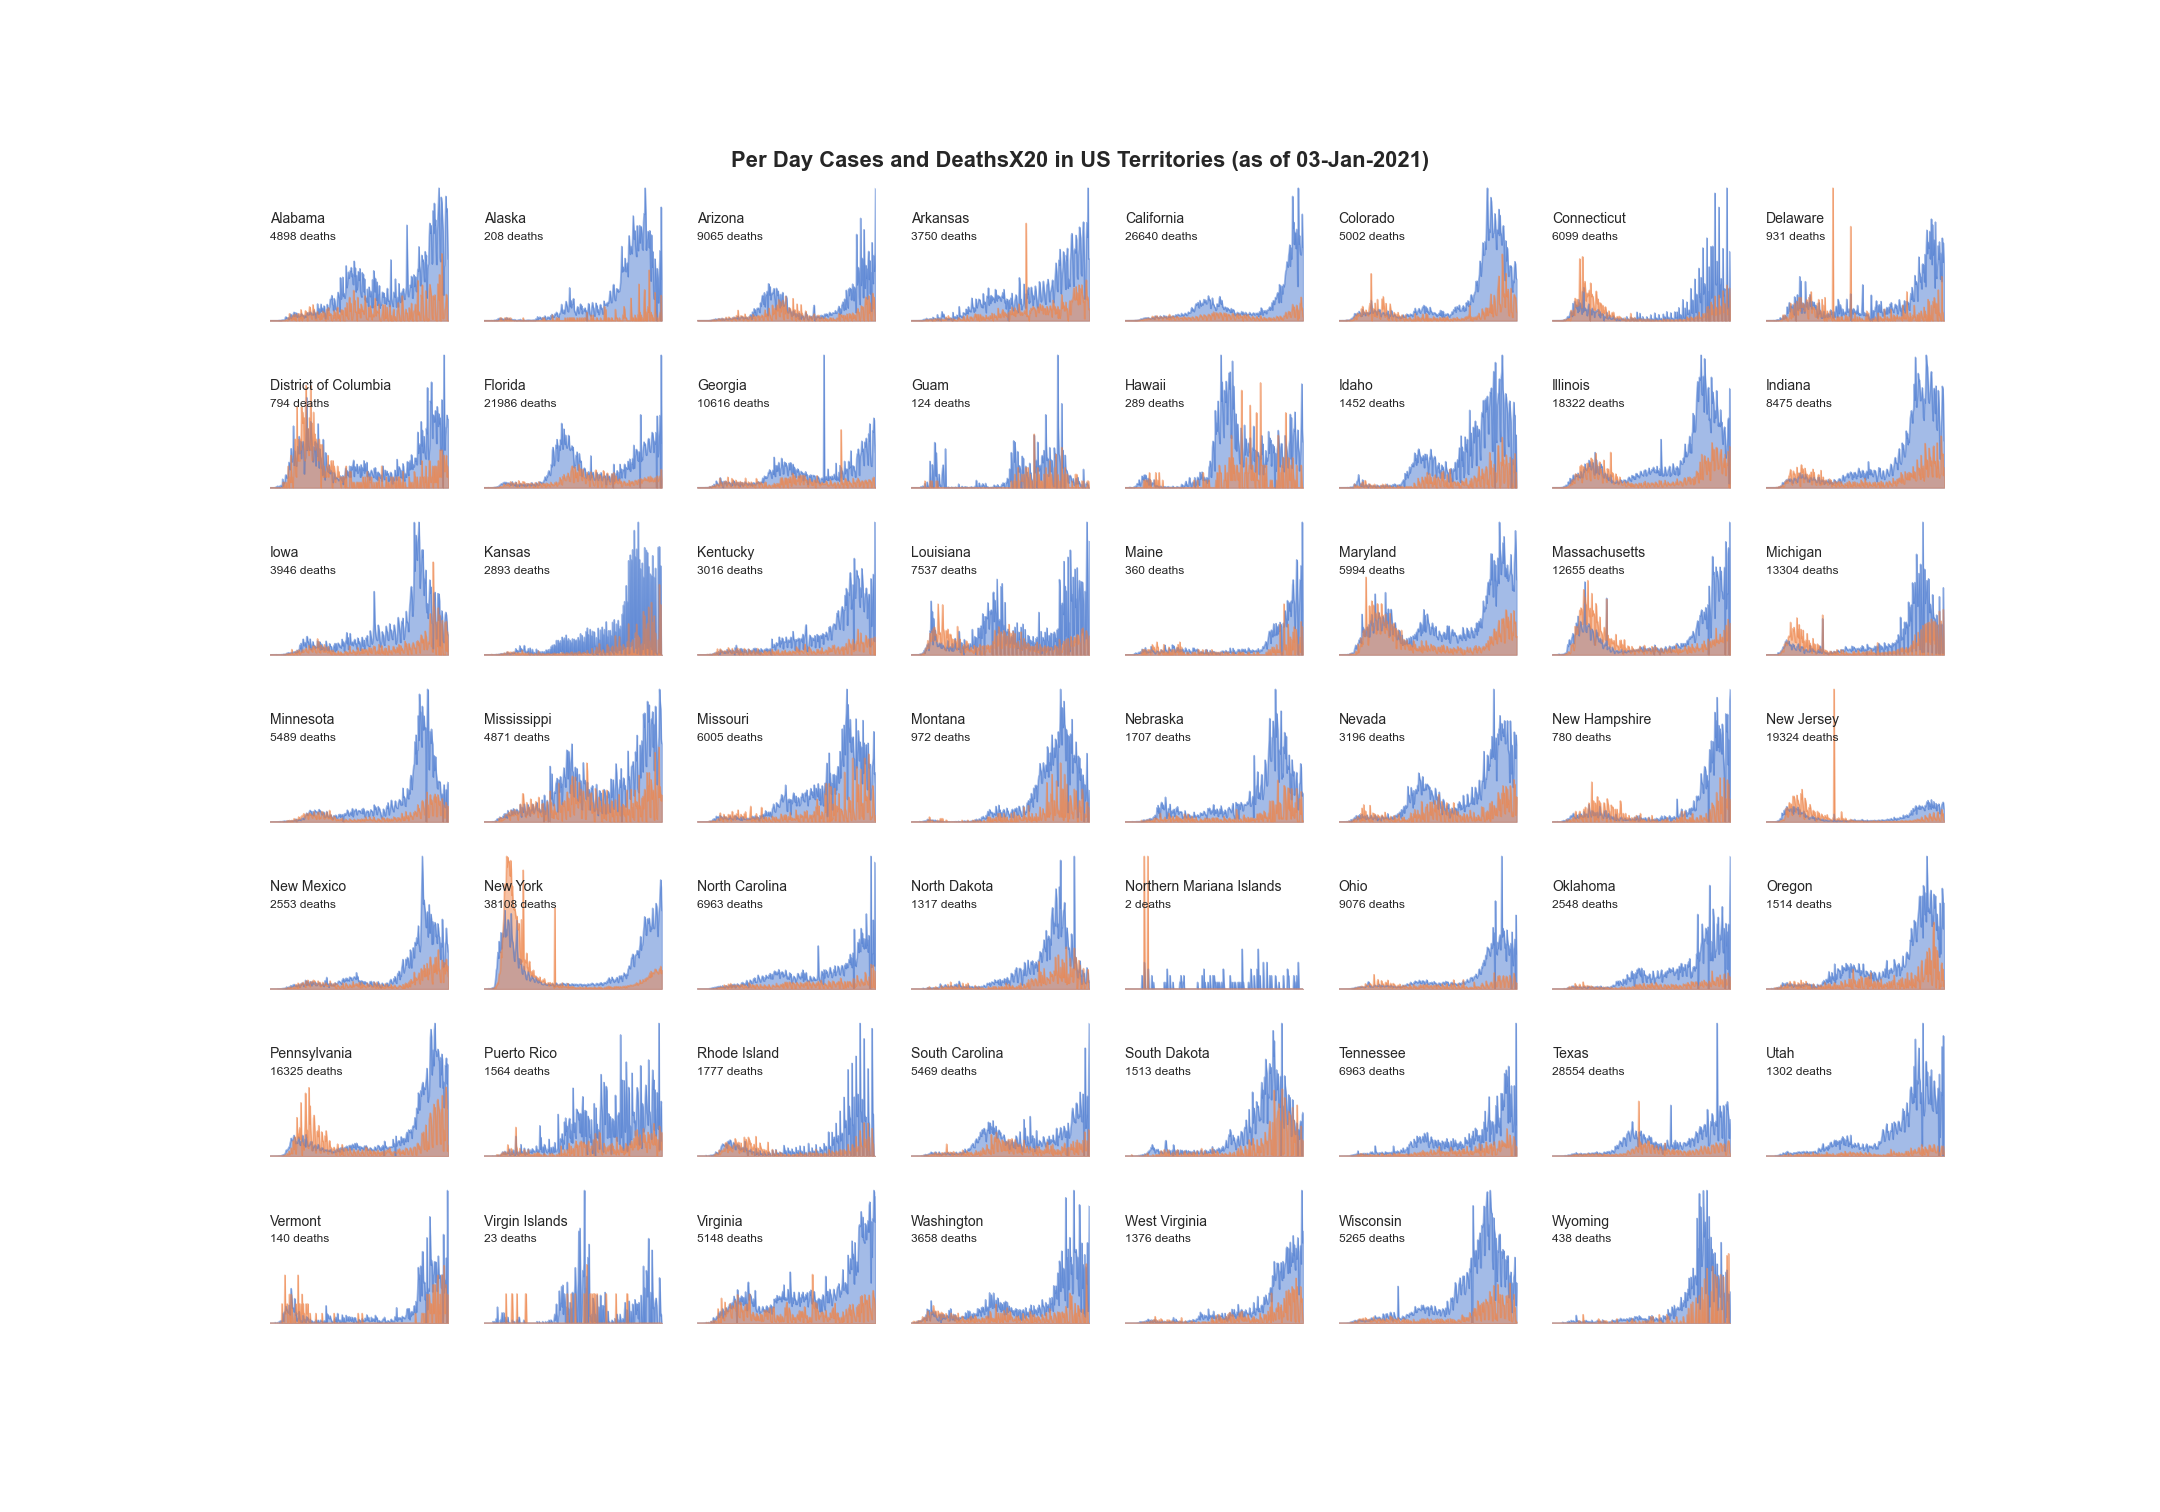 Per Day Cases and DeathsX20 in US Territories (as of 03-Jan-2021)
Alabama
4898 deaths
Alaska
208 deaths
Arizona
9065 deaths
Arkansas
3750 deaths
California
26640 deaths
Colorado
5002 deaths
Connecticut
6099 deaths
Delaware
931 deaths
District of Columbia
794 deaths
Florida
21986 deaths
Georgia
10616 deaths
Guam
124 deaths
Hawaii
289 deaths
Idaho
1452 deaths
Illinois
18322 deaths
Indiana
8475 deaths
Iowa
3946 deaths
Kansas
2893 deaths
Kentucky
3016 deaths
Louisiana
7537 deaths
Maine
360 deaths
Maryland
5994 deaths
Massachusetts
12655 deaths
Michigan
13304 deaths
Minnesota
5489 deaths
Mississippi
4871 deaths
Missouri
6005 deaths
Montana
972 deaths
Nebraska
1707 deaths
Nevada
3196 deaths
New Hampshire
780 deaths
New Jersey
19324 deaths
New Mexico
2553 deaths
New York
38108 deaths
North Carolina
6963 deaths
North Dakota
1317 deaths
Northern Mariana Islands
2 deaths
Ohio
9076 deaths
Oklahoma
2548 deaths
Oregon
1514 deaths
Pennsylvania
16325 deaths
Puerto Rico
1564 deaths
Rhode Island
1777 deaths
South Carolina
5469 deaths
South Dakota
1513 deaths
Tennessee
6963 deaths
Texas
28554 deaths
Utah
1302 deaths
Vermont
140 deaths
Virgin Islands
23 deaths
Virginia
5148 deaths
Washington
3658 deaths
West Virginia
1376 deaths
Wisconsin
5265 deaths
Wyoming
438 deaths